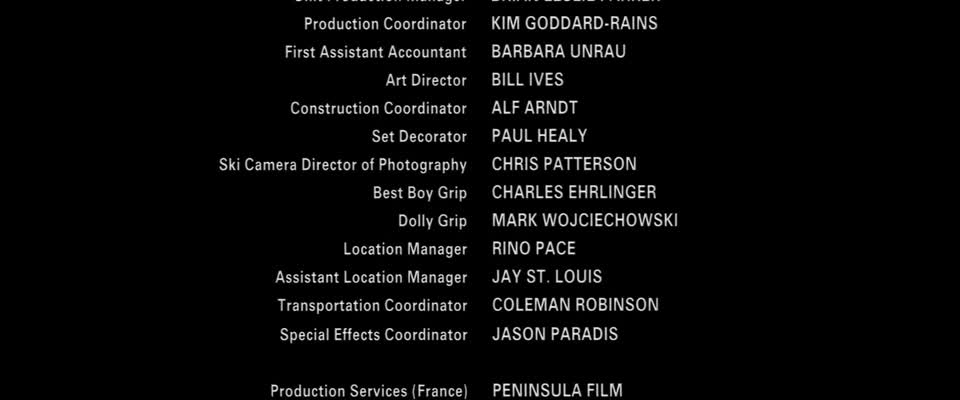 Production Coordinator KIM GODDARD-RAINS
First Assistant Accountant BARBARA UNRAU
Art Director BILL IVES
Construction Coordinator ALF ARNDT
Set Decorator PAUL HEALY
Ski Camera Director of Photography CHRIS PATTERSON
Best Boy Grip CHARLES EHRLINGER
Dolly Grip MARK WOJCIECHOWSKI
Location Manager RINO PACE
Assistant Location Manager JAY ST. LOUIS
Transportation Coordinator COLEMAN ROBINSON
Special Effects Coordinator JASON PARADIS
Production Services (France) PENINSULA FILM